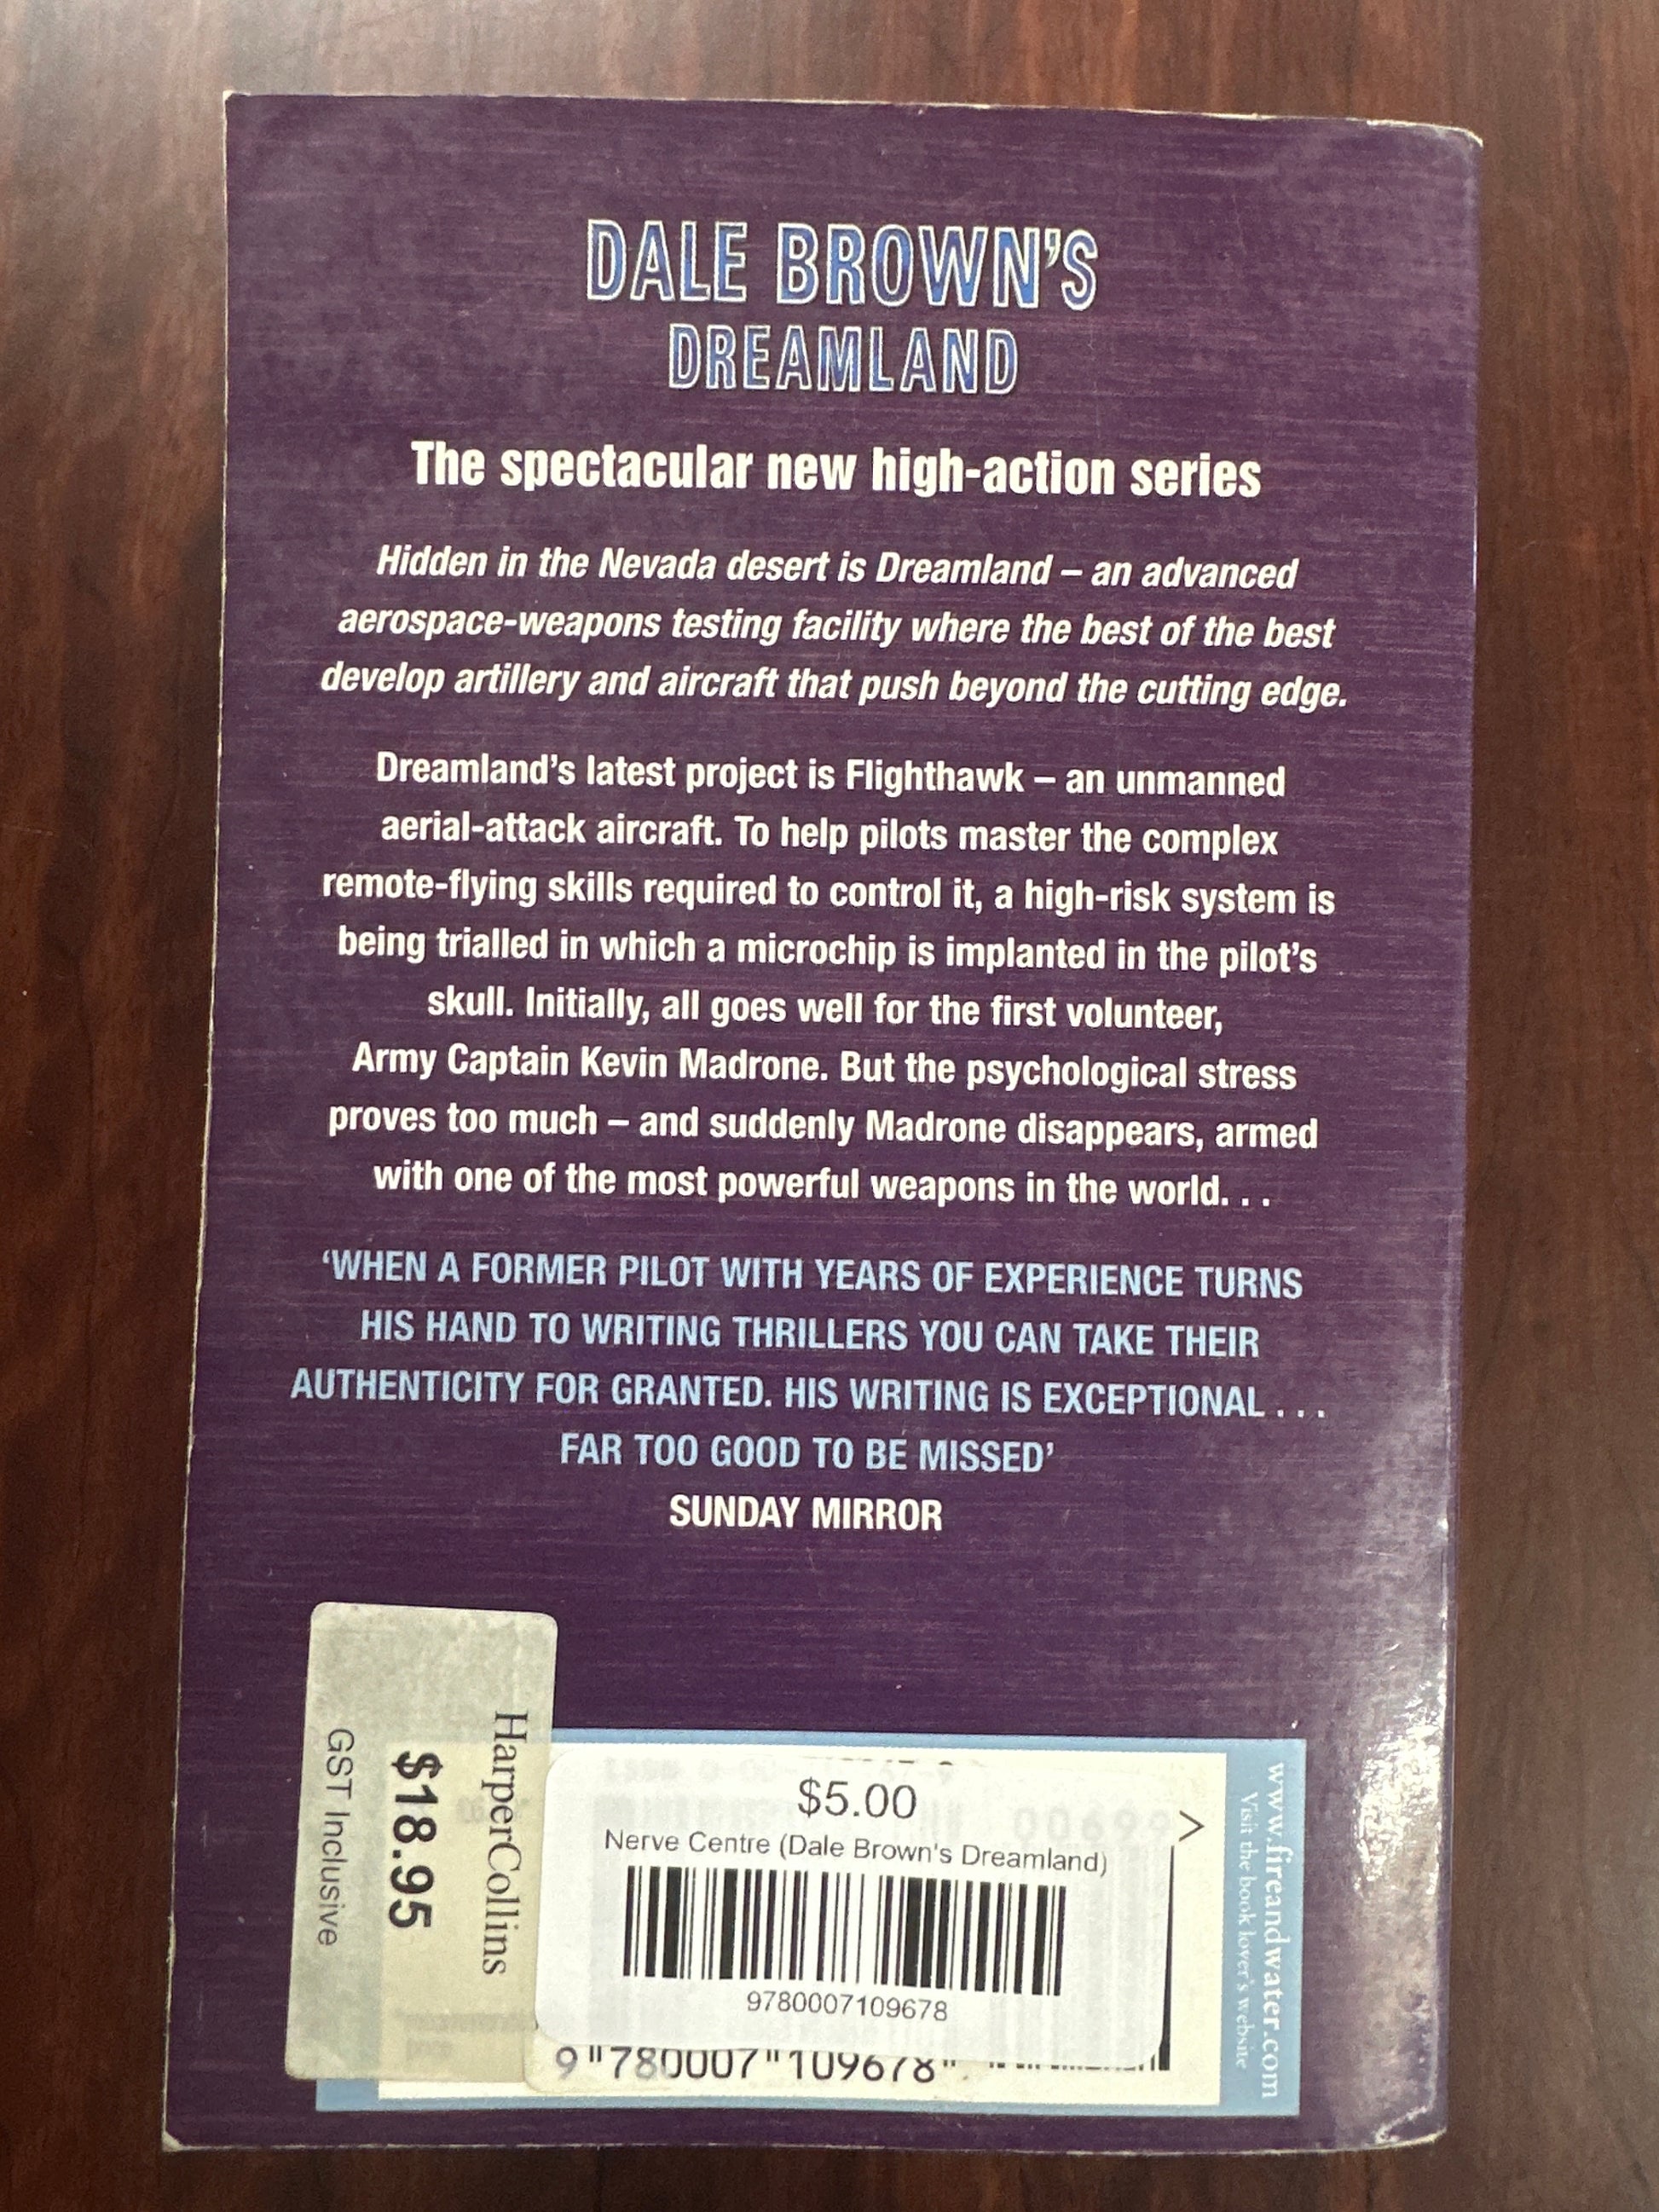 DALE BROWN'S
DREAMLAND
The spectacular new high-action series
Hidden in the Nevada desert is Dreamland – an advanced
aerospace-weapons testing facility where the best of the best
develop artillery and aircraft that push beyond the cutting edge.
Dreamland's latest project is Flighthawk – an unmanned
aerial-attack aircraft. To help pilots master the complex
remote-flying skills required to control it, a high-risk system is
being trialled in which a microchip is implanted in the pilot's
skull. Initially, all goes well for the first volunteer,
Army Captain Kevin Madrone. But the psychological stress
proves too much – and suddenly Madrone disappears, armed
with one of the most powerful weapons in the world. . .
'WHEN A FORMER PILOT WITH YEARS OF EXPERIENCE TURNS
HIS HAND TO WRITING THRILLERS YOU CAN TAKE THEIR
AUTHENTICITY FOR GRANTED. HIS WRITING IS EXCEPTIONAL . . .
FAR TOO GOOD TO BE MISSED'
SUNDAY MIRROR
HarperCollins
$18.95
GST Inclusive
$5.00
Nerve Centre (Dale Brown's Dreamland)
9780007109678
00699 >
9 780007 109678
www.fireandwater.com
Visit the book lover's website